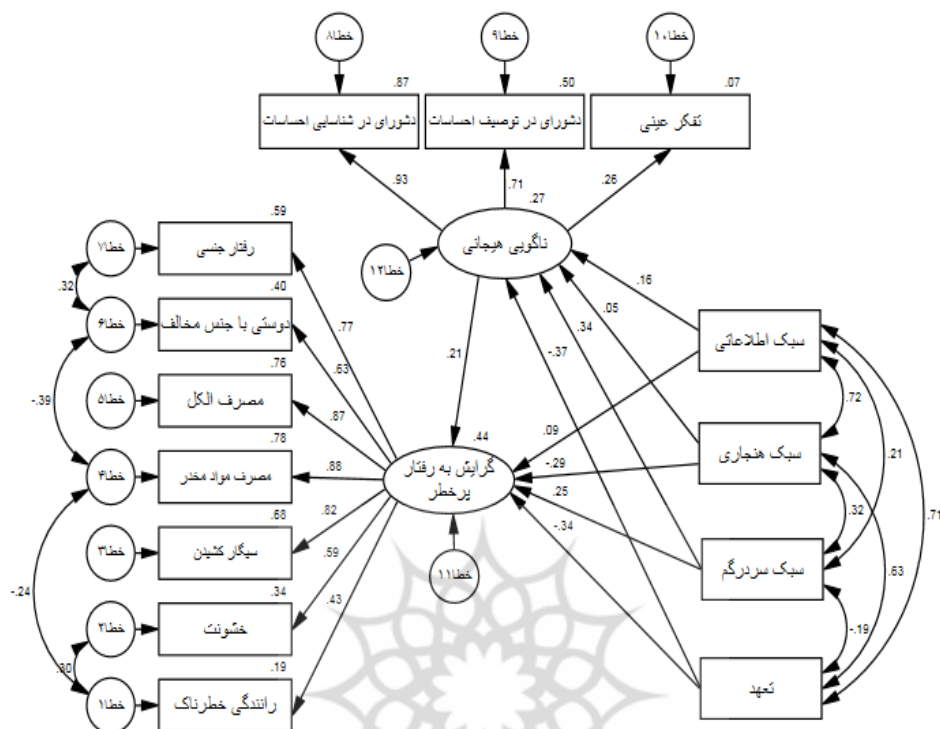 خطا۸
خطا۹
خطا۱۰
.87
.50
.07
دشورای در شناسایی احساسات
دشورای در توصیف احساسات
تفکر عینی
.93
.71
.26
.27
ناگویی هیجانی
خطا۱۲
.59
خطا۷
رفتار جنسی
.32
.40
خطا۶
دوستی با جنس مخالف
.76
خطا۵
مصرف الکل
-.39
.78
خطا۴
مصرف مواد مخدر
.68
خطا۳
سیگار کشیدن
-.24
.34
خطا۲
خشونت
.30
.19
خطا۱
رانندگی خطرناک
.77
.63
.87
.88
.82
.59
.43
.21
.44
گرایش به رفتار
پرخطر
خطا۱۱
.16
.05
.34
-.37
.09
-.29
.25
-.34
سبک اطلاعاتی
سبک هنجاری
سبک سردرگم
تعهد
.72
.21
.32
.71
.63
-.19